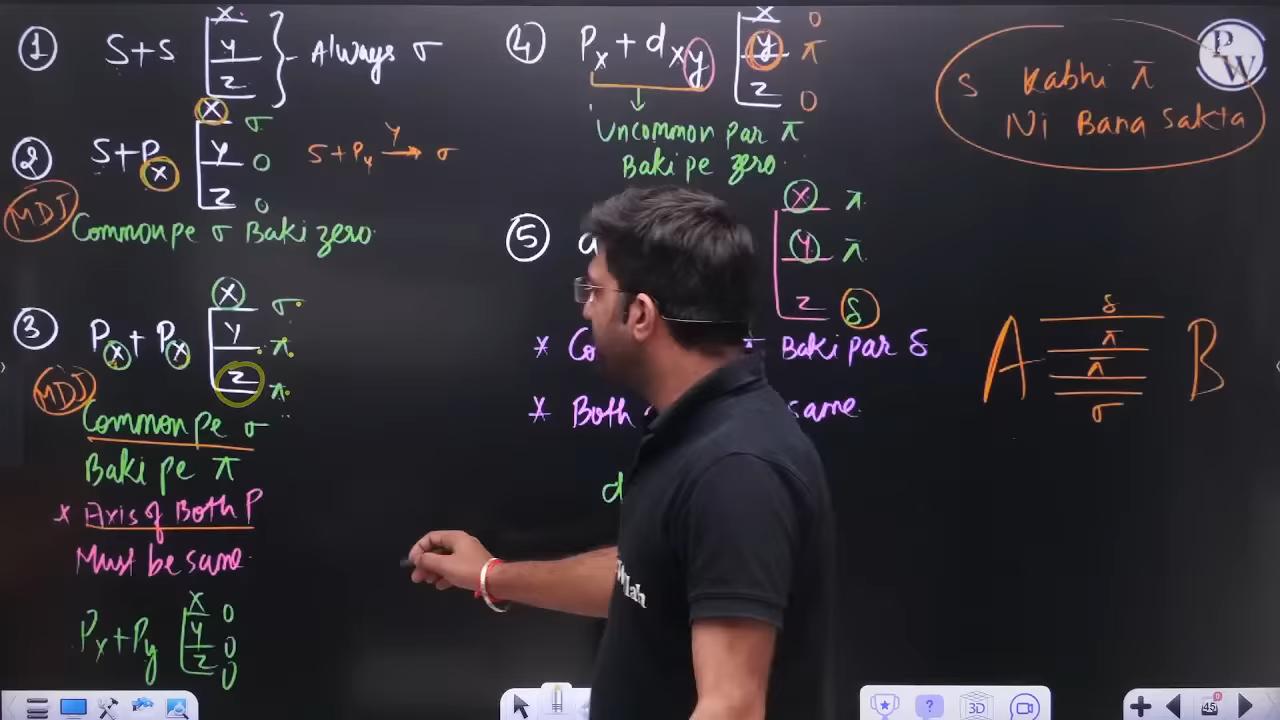 ① S+S [X Y Z } Always σ
② S+Px [X σ
Y 0
Z 0
S+Py →Y σ
MDJ
Common pe σ Baki zero
③ Px + Px [X σ
Y π
Z π
MDJ
Common pe σ
Baki pe π
* Axis of Both P
Must be same
Px+Py [X 0
Y 0
Z 0
④ Px + dxy [X 0
Y π
Z 0
Uncommon Par π
Baki pe zero
⑤
X π
Y π
Z δ
* Baki par δ
* Both same
d
PW
S Kabhi π
Ni Bana Sakta
A B
δ
π
π
σ
3D
45